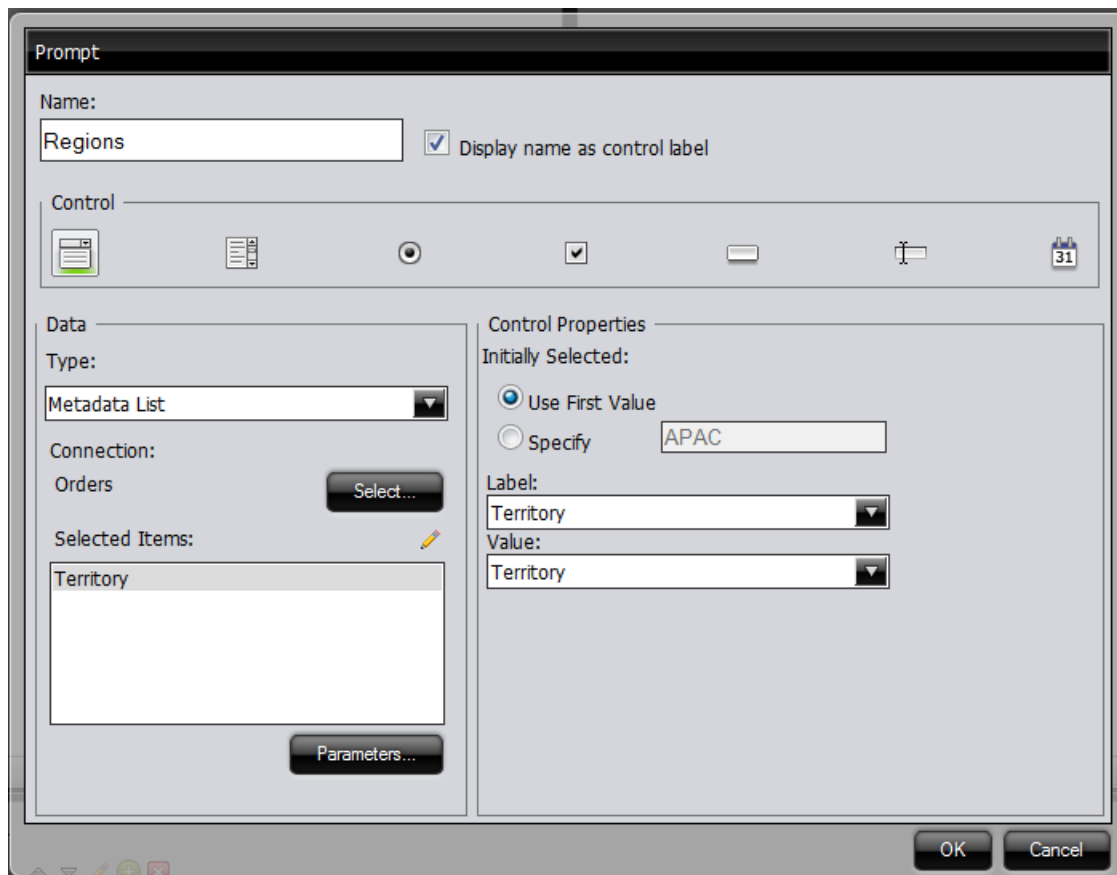 Prompt
Name:
Regions
Display name as control label
Control
31
Data
Type:
Metadata List
Connection:
Orders
Select...
Selected Items:
Territory
Parameters...
Control Properties
Initially Selected:
Use First Value
Specify
APAC
Label:
Territory
Value:
Territory
OK
Cancel